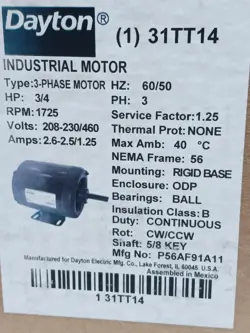 Dayton®
(1) 31TT14
INDUSTRIAL MOTOR
Type:3-PHASE MOTOR HZ: 60/50
HP: 3/4 PH: 3
RPM:1725 Service Factor:1.25
Volts: 208-230/460 Thermal Prot:NONE
Amps:2.6-2.5/1.25 Max Amb: 40 °C
NEMA Frame: 56
Mounting: RIGID BASE
Enclosure: ODP
Bearings: BALL
Insulation Class:B
Duty: CONTINUOUS
Rot: CW/CCW
Shaft: 5/8 KEY
Mfg No: P56AF91A11
Manufactured for Dayton Electric Mfg. Co., Lake Forest, IL 60045 U.S.A.
Assembled in Mexico
1 31TT14